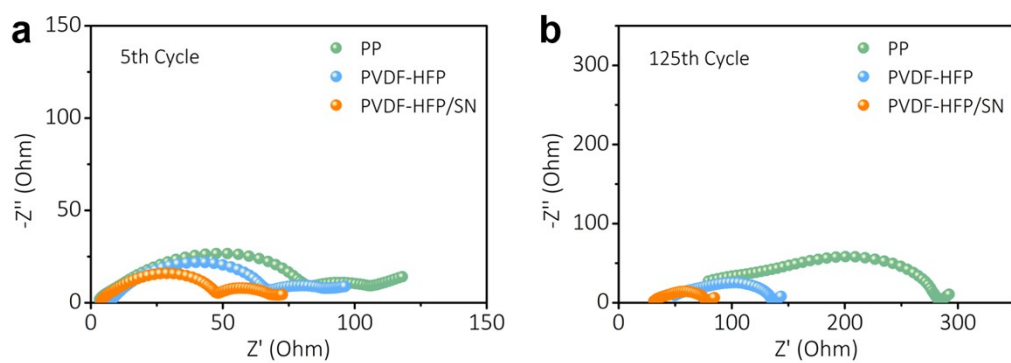 a
5th Cycle
PP
PVDF-HFP
PVDF-HFP/SN
150
100
50
0
-Z'' (Ohm)
0 50 100 150
Z' (Ohm)
b
125th Cycle
PP
PVDF-HFP
PVDF-HFP/SN
300
200
100
0
-Z'' (Ohm)
0 100 200 300
Z' (Ohm)